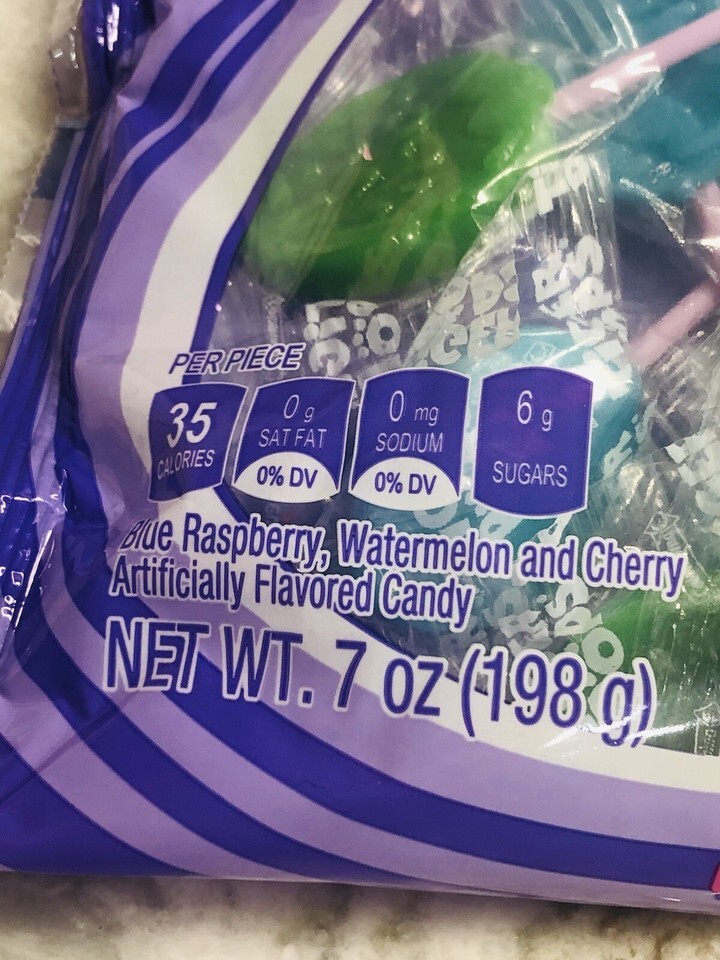 PER PIECE
35
CALORIES
0 g
SAT FAT
0% DV
0 mg
SODIUM
0% DV
6 g
SUGARS
Blue Raspberry, Watermelon and Cherry
Artificially Flavored Candy
NET WT. 7 oz (198 g)